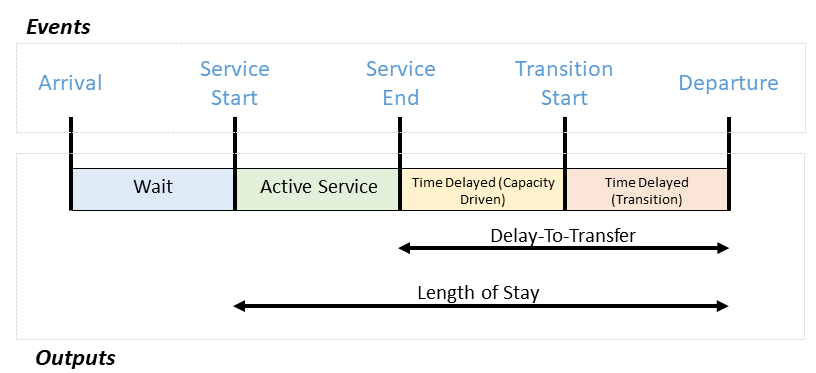 Events
Arrival
Service
Start
Service
End
Transition
Start
Departure
Wait
Active Service
Time Delayed (Capacity
Driven)
Time Delayed
(Transition)
Delay-To-Transfer
Length of Stay
Outputs